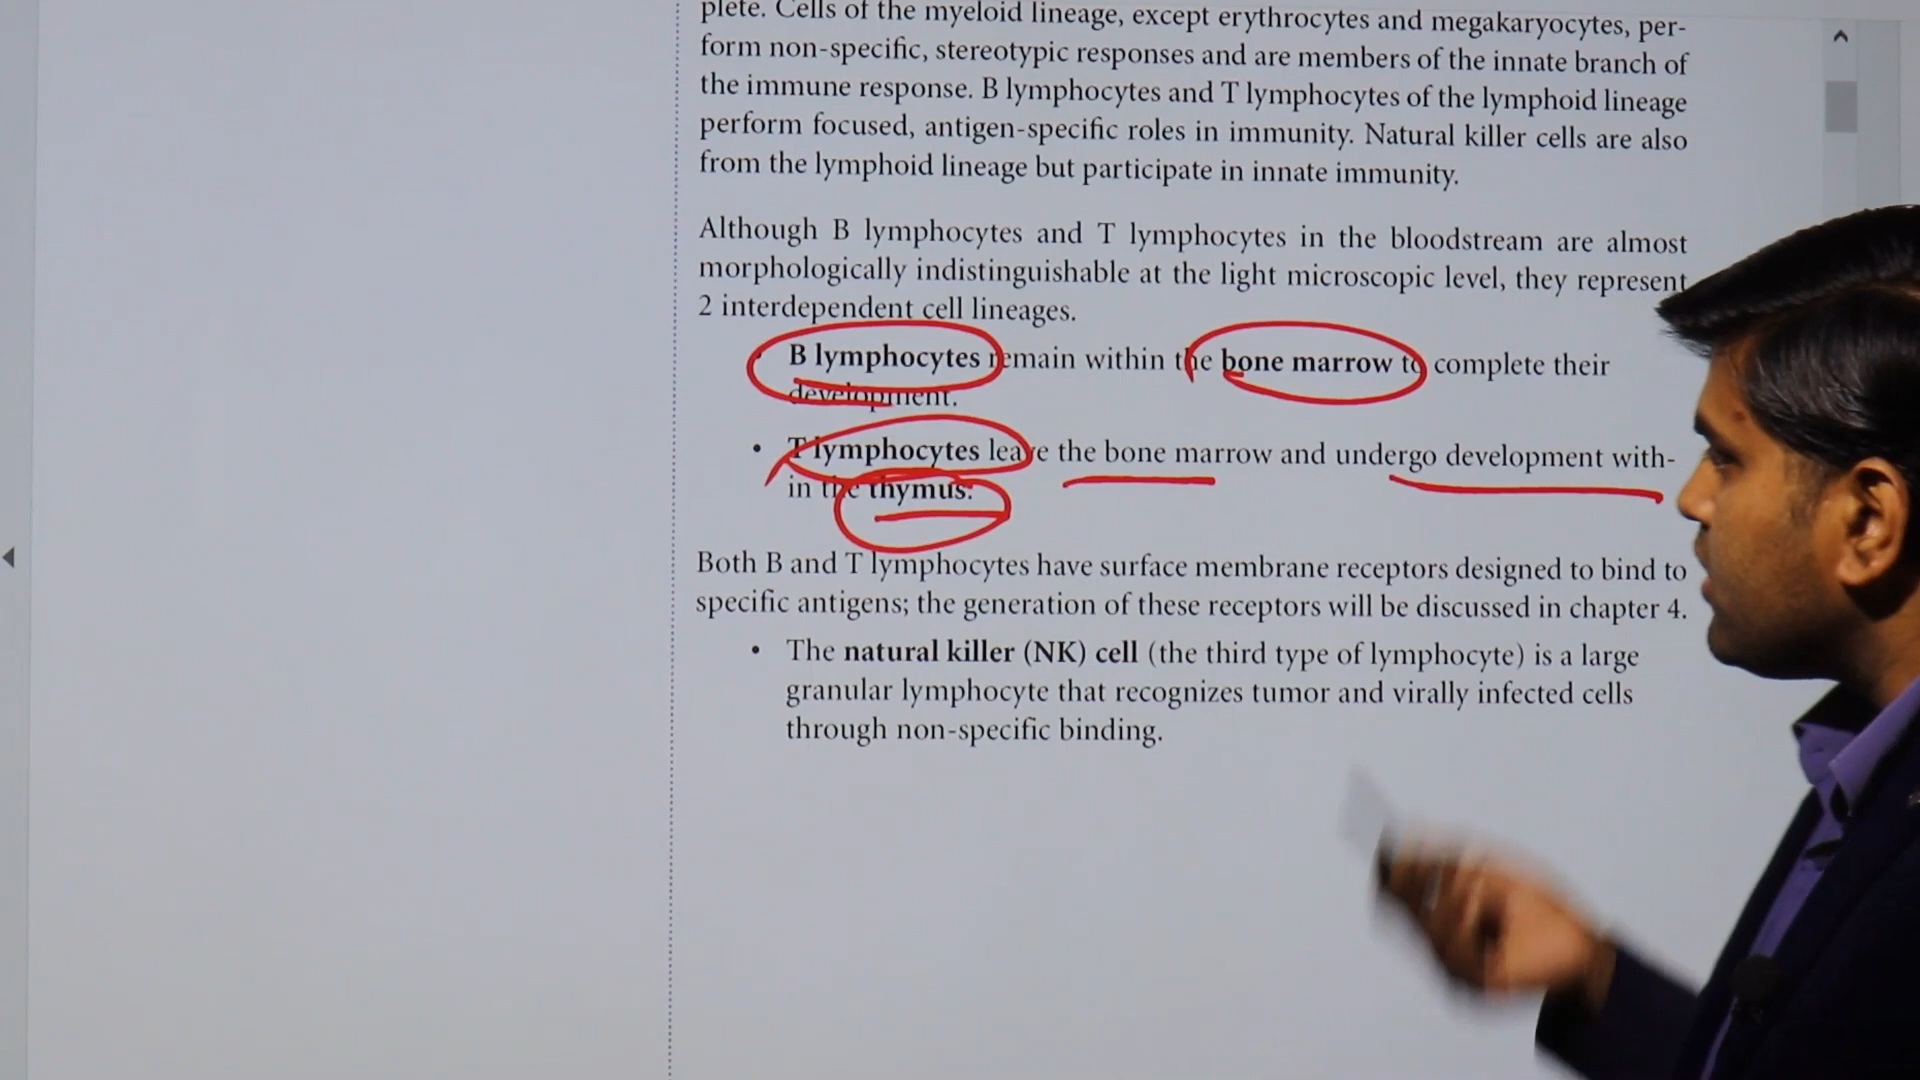 plete. Cells of the myeloid lineage, except erythrocytes and megakaryocytes, per-
form non-specific, stereotypic responses and are members of the innate branch of
the immune response. B lymphocytes and T lymphocytes of the lymphoid lineage
perform focused, antigen-specific roles in immunity. Natural killer cells are also
from the lymphoid lineage but participate in innate immunity.
Although B lymphocytes and T lymphocytes in the bloodstream are almost
morphologically indistinguishable at the light microscopic level, they represent
2 interdependent cell lineages.
• B lymphocytes remain within the bone marrow to complete their
development.
• T lymphocytes leave the bone marrow and undergo development with-
in the thymus.
Both B and T lymphocytes have surface membrane receptors designed to bind to
specific antigens; the generation of these receptors will be discussed in chapter 4.
• The natural killer (NK) cell (the third type of lymphocyte) is a large
granular lymphocyte that recognizes tumor and virally infected cells
through non-specific binding.